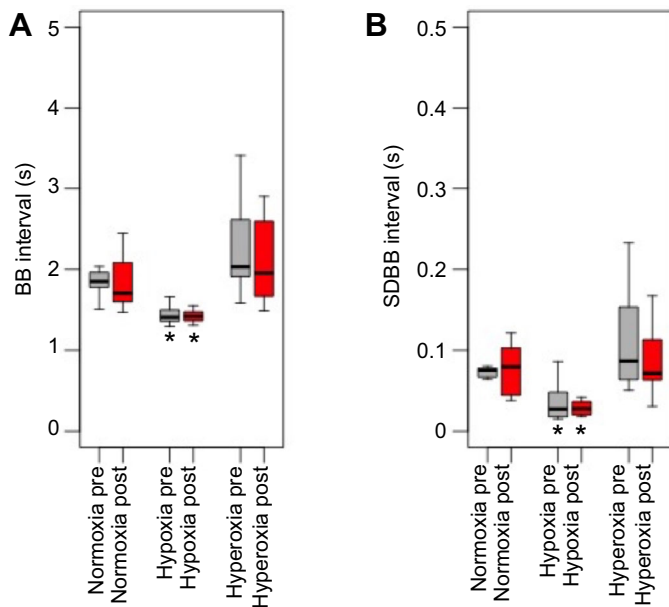 A
BB interval (s)
5
4
3
2
1
0
*
*
Normoxia pre
Normoxia post
Hypoxia pre
Hypoxia post
Hyperoxia pre
Hyperoxia post
B
SDBB interval (s)
0.5
0.4
0.3
0.2
0.1
0
*
*
Normoxia pre
Normoxia post
Hypoxia pre
Hypoxia post
Hyperoxia pre
Hyperoxia post